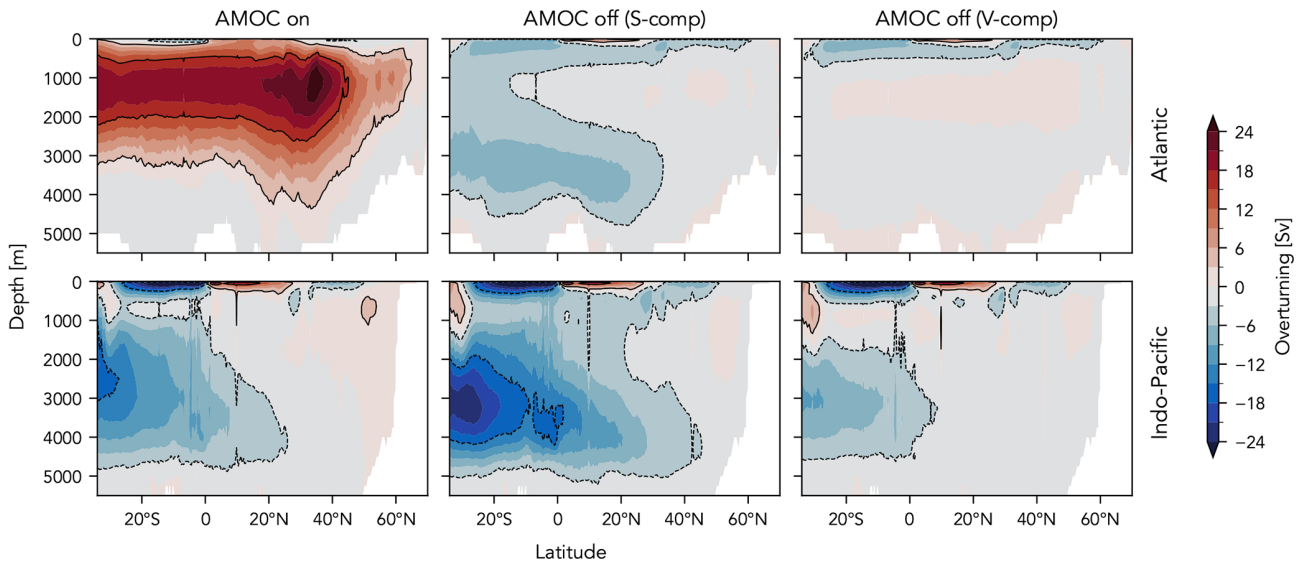 AMOC on
AMOC off (S-comp)
AMOC off (V-comp)
0
1000
2000
3000
4000
5000
Atlantic
0
1000
2000
3000
4000
5000
Indo-Pacific
Depth [m]
20°S 0 20°N 40°N 60°N
20°S 0 20°N 40°N 60°N
20°S 0 20°N 40°N 60°N
Latitude
24
18
12
6
0
−6
−12
−18
−24
Overturning [Sv]